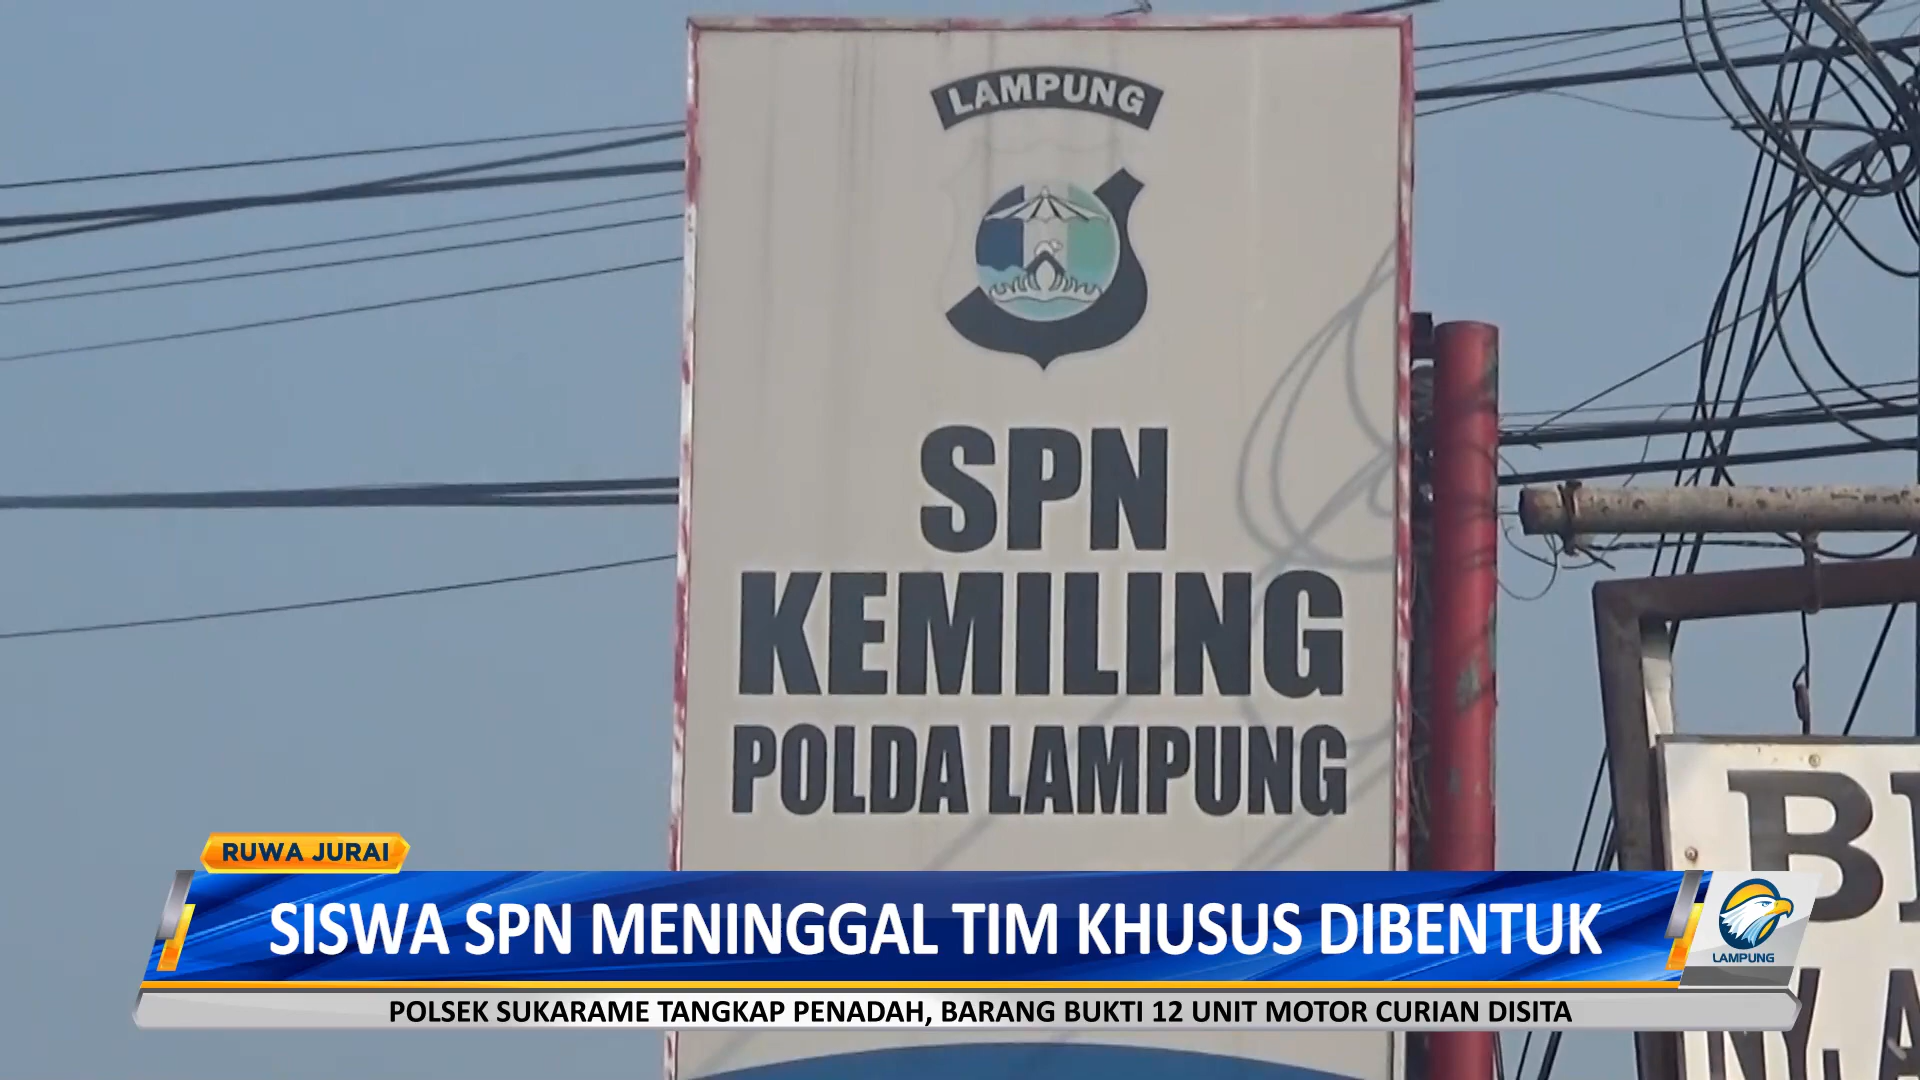 LAMPUNG
SPN
KEMILING
POLDA LAMPUNG
RUWA JURAI
SISWA SPN MENINGGAL TIM KHUSUS DIBENTUK
LAMPUNG
POLSEK SUKARAME TANGKAP PENADAH, BARANG BUKTI 12 UNIT MOTOR CURIAN DISITA
NY. A